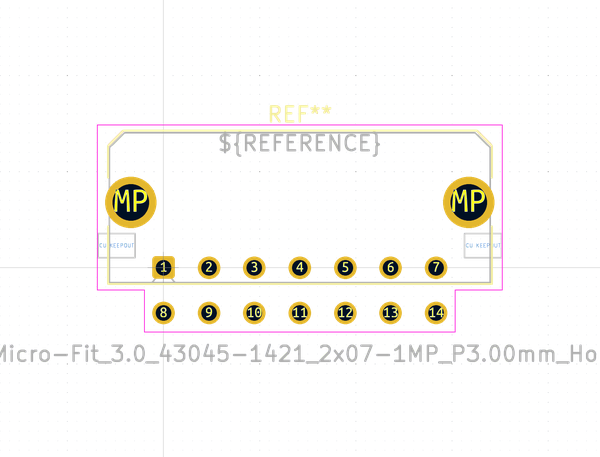 REF**
${REFERENCE}
MP MP
CU KEEPOUT CU KEEPOUT
1 2 3 4 5 6 7
8 9 10 11 12 13 14
Micro-Fit_3.0_43045-1421_2x07-1MP_P3.00mm_Ho